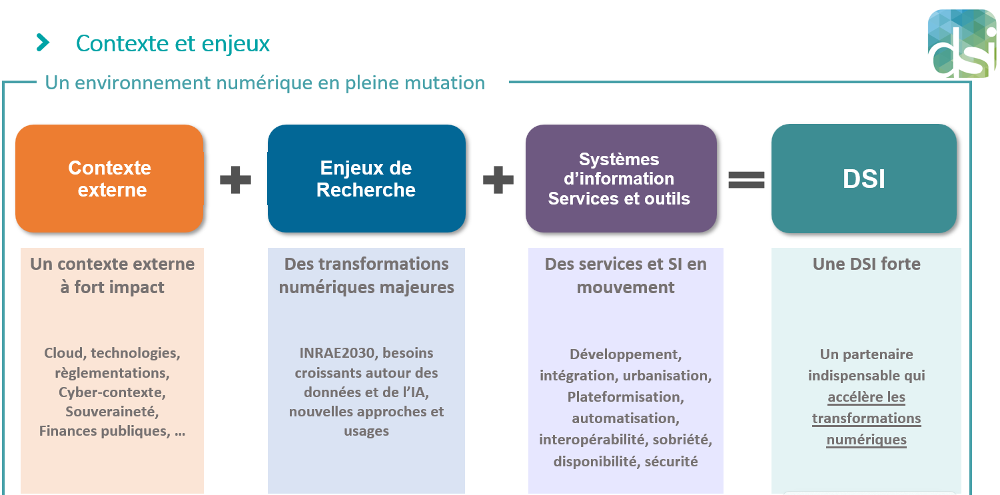 Contexte et enjeux
dsi
Un environnement numérique en pleine mutation
Contexte
externe
Enjeux de
Recherche
Systèmes
d’information
Services et outils
DSI
Un contexte externe
à fort impact
Cloud, technologies,
règlementations,
Cyber-contexte,
Souveraineté,
Finances publiques, ...
Des transformations
numériques majeures
INRAE2030, besoins
croissants autour des
données et de l’IA,
nouvelles approches et
usages
Des services et SI en
mouvement
Développement,
intégration, urbanisation,
Plateformisation,
automatisation,
interopérabilité, sobriété,
disponibilité, sécurité
Une DSI forte
Un partenaire
indispensable qui
accélère les
transformations
numériques